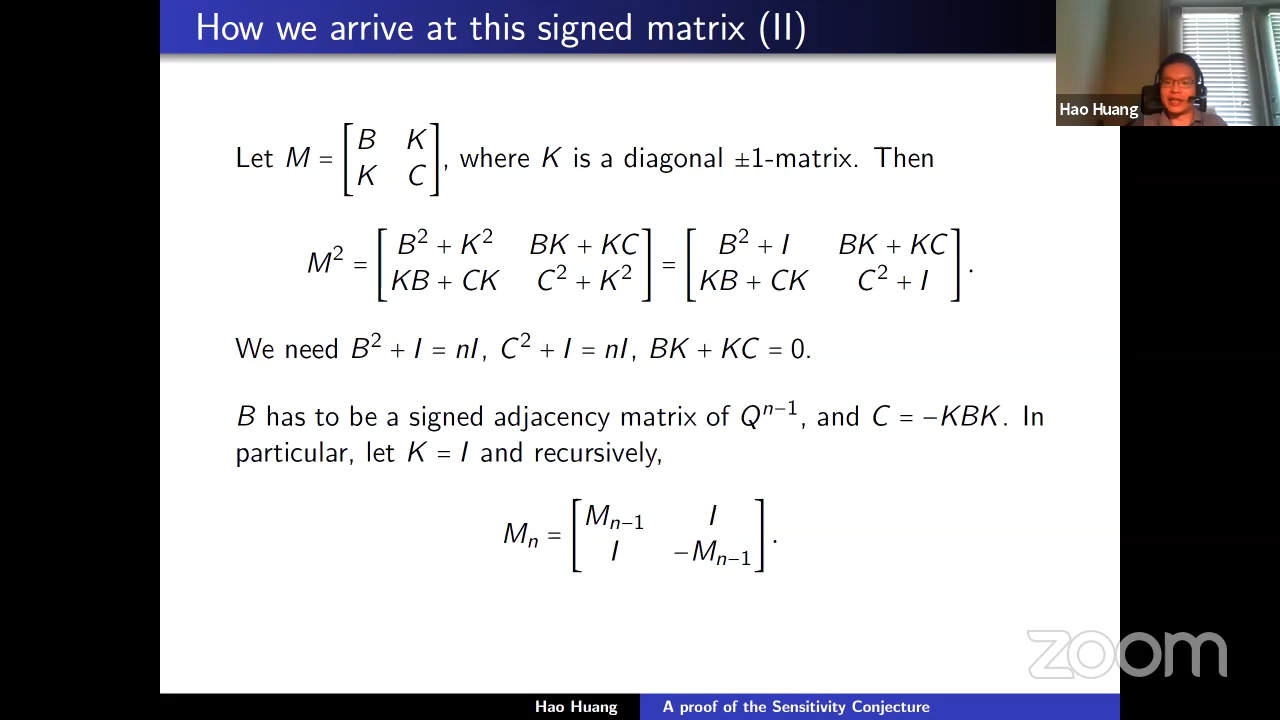 How we arrive at this signed matrix (II)
Hao Huang
Let M = [B K; K C], where K is a diagonal ±1-matrix. Then
M² = [B² + K² BK + KC; KB + CK C² + K²] = [B² + I BK + KC; KB + CK C² + I].
We need B² + I = nI, C² + I = nI, BK + KC = 0.
B has to be a signed adjacency matrix of Qⁿ⁻¹, and C = −KBK. In
particular, let K = I and recursively,
Mₙ = [Mₙ₋₁ I; I −Mₙ₋₁].
zoom
Hao Huang A proof of the Sensitivity Conjecture